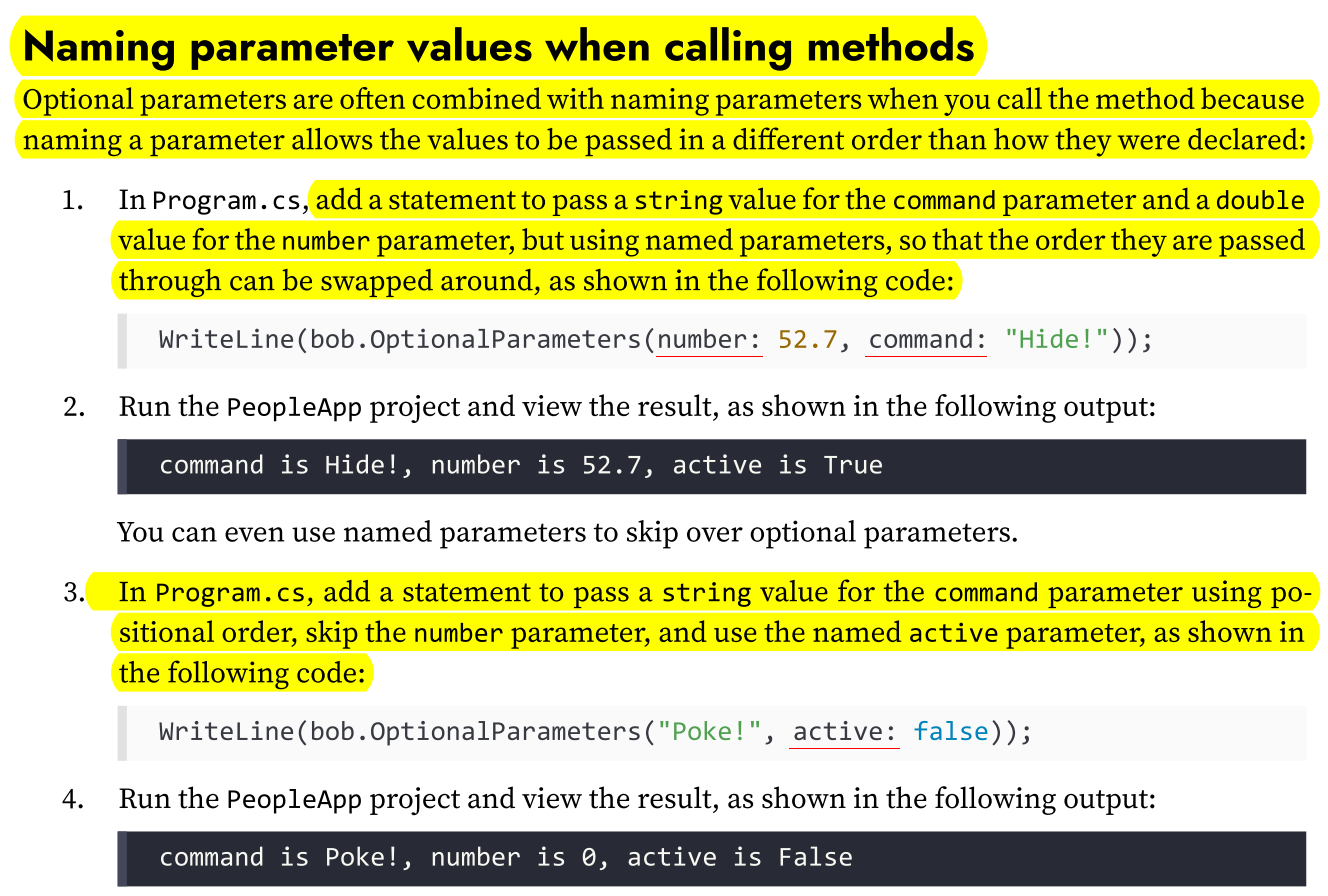 Naming parameter values when calling methods
Optional parameters are often combined with naming parameters when you call the method because
naming a parameter allows the values to be passed in a different order than how they were declared:
1. In Program.cs, add a statement to pass a string value for the command parameter and a double
value for the number parameter, but using named parameters, so that the order they are passed
through can be swapped around, as shown in the following code:
WriteLine(bob.OptionalParameters(number: 52.7, command: "Hide!"));
2. Run the PeopleApp project and view the result, as shown in the following output:
command is Hide!, number is 52.7, active is True
You can even use named parameters to skip over optional parameters.
3. In Program.cs, add a statement to pass a string value for the command parameter using po-
sitional order, skip the number parameter, and use the named active parameter, as shown in
the following code:
WriteLine(bob.OptionalParameters("Poke!", active: false));
4. Run the PeopleApp project and view the result, as shown in the following output:
command is Poke!, number is 0, active is False